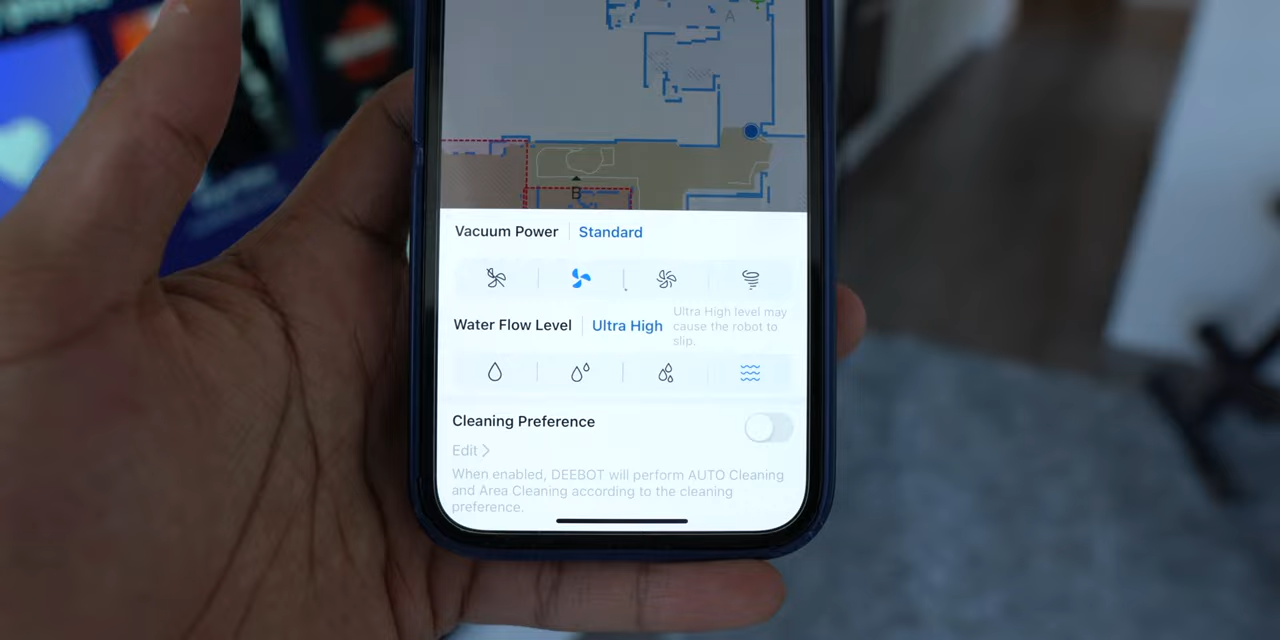 A
B
Vacuum Power Standard
Water Flow Level Ultra High
Ultra High level may
cause the robot to
slip.
Cleaning Preference
Edit >
When enabled, DEEBOT will perform AUTO Cleaning
and Area Cleaning according to the cleaning
preference.